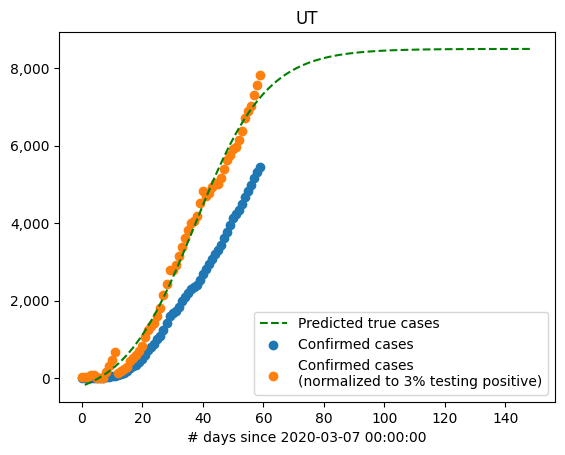 UT
8,000
6,000
4,000
2,000
0
0 20 40 60 80 100 120 140
# days since 2020-03-07 00:00:00
Predicted true cases
Confirmed cases
Confirmed cases
(normalized to 3% testing positive)